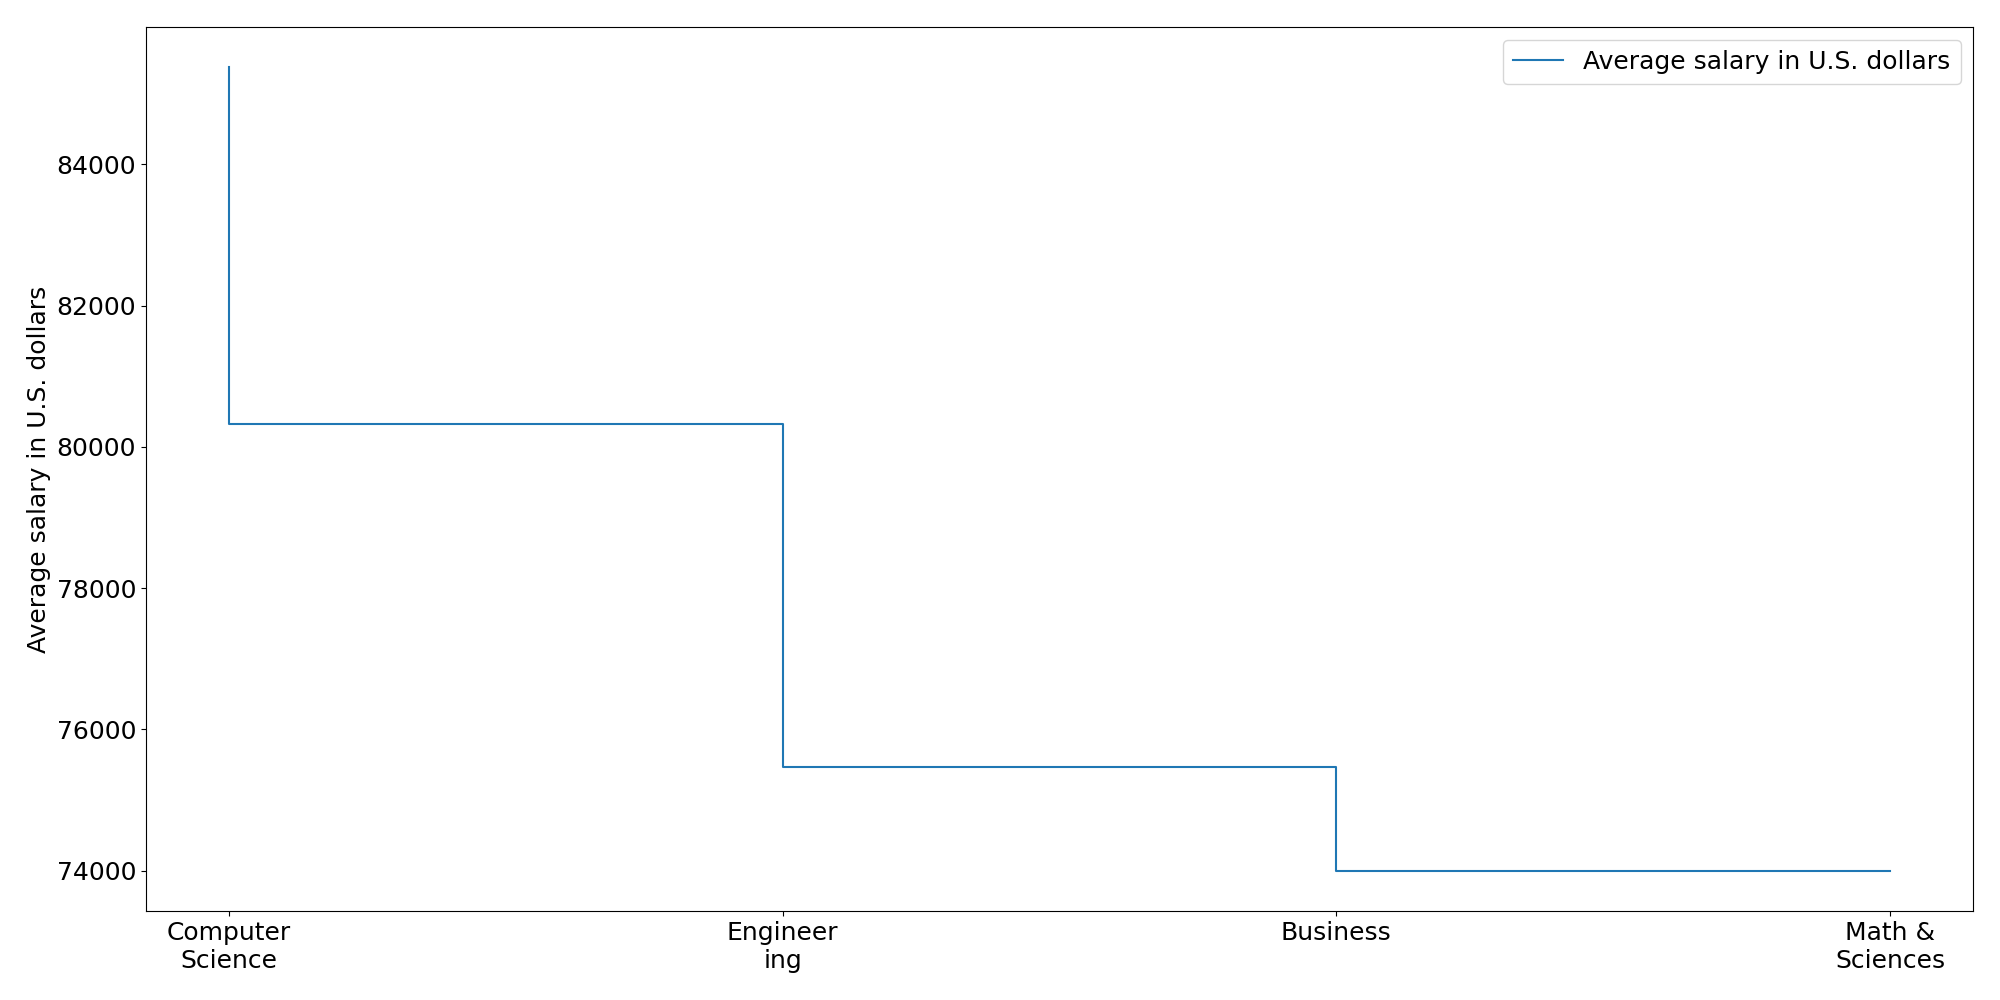 Average salary in U.S. dollars
Average salary in U.S. dollars
84000
82000
80000
78000
76000
74000
Computer
Science
Engineer
ing
Business
Math &
Sciences